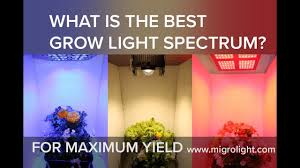 WHAT IS THE BEST
GROW LIGHT SPECTRUM?
FOR MAXIMUM YIELD www.migrolight.com